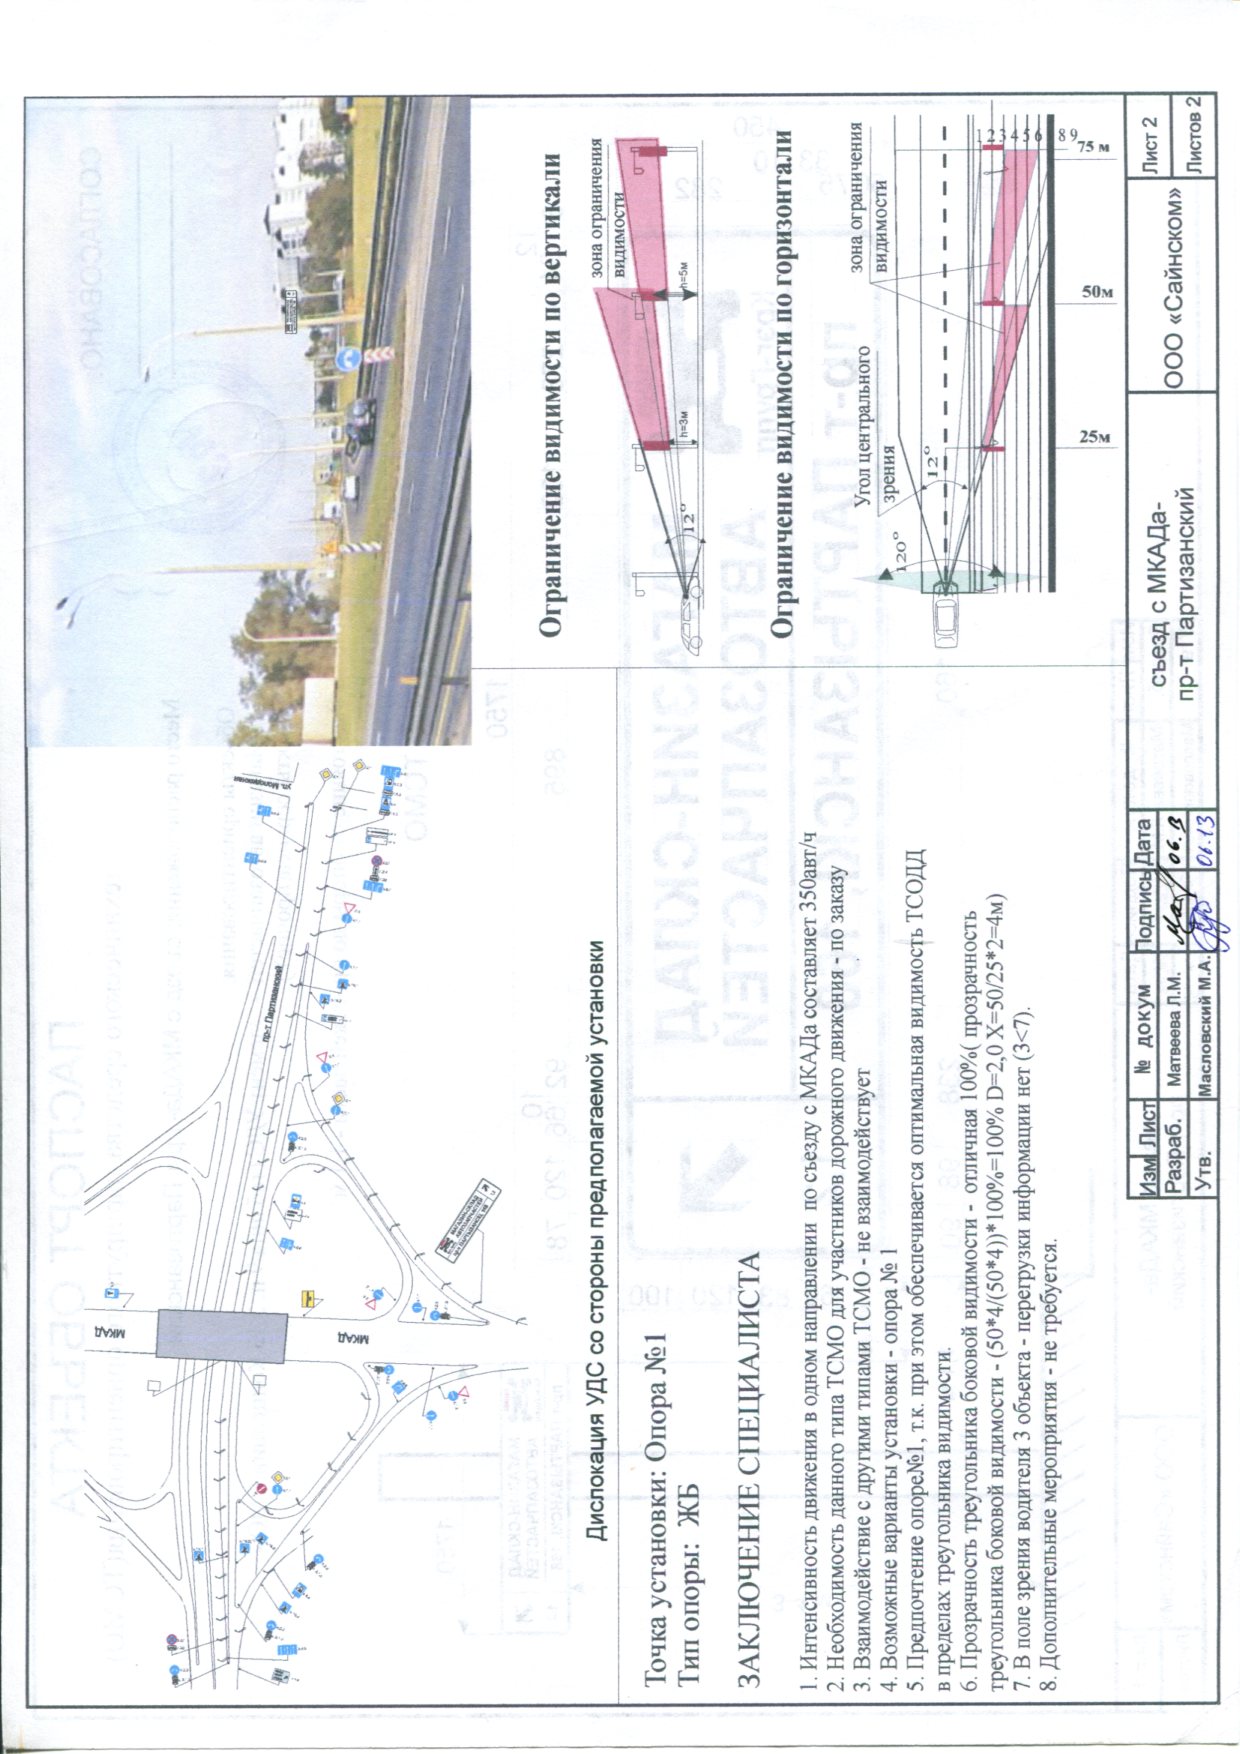 ул. Молодежная
пр-т Партизанский
МКАД
МКАД
МАГАЗИН-СКЛАД
АВТОЗАПЧАСТЕЙ
Дислокация УДС со стороны предполагаемой установки
Точка установки: Опора №1
Тип опоры: ЖБ
ЗАКЛЮЧЕНИЕ СПЕЦИАЛИСТА
1. Интенсивность движения в одном направлении по съезду с МКАДа составляет 350авт/ч
2. Необходимость данного типа ТСМО для участников дорожного движения - по заказу
3. Взаимодействие с другими типами ТСМО - не взаимодействует
4. Возможные варианты установки - опора № 1
5. Предпочтение опоре№1, т.к. при этом обеспечивается оптимальная видимость ТСОДД
в пределах треугольника видимости.
6. Прозрачность треугольника боковой видимости - отличная 100%( прозрачность
треугольника боковой видимости - (50*4/(50*4))*100%=100% D=2,0 X=50/25*2=4м)
7. В поле зрения водителя 3 объекта - перегрузки информации нет (3<7).
8. Дополнительные мероприятия - не требуется.
Ограничение видимости по вертикали
зона ограничения
видимости
12°
h=3м
h=5м
Ограничение видимости по горизонтали
зона ограничения
видимости
Угол центрального
зрения
120°
12°
1 2 3 4 5 6 8 9
25м
50м
75 м
Изм Лист № докум Подпись Дата
Разраб. Матвеева Л.М. 06.13
Утв. Масловский М.А. 06.13
съезд с МКАДа-
пр-т Партизанский
ООО «Сайнском»
Лист 2
Листов 2